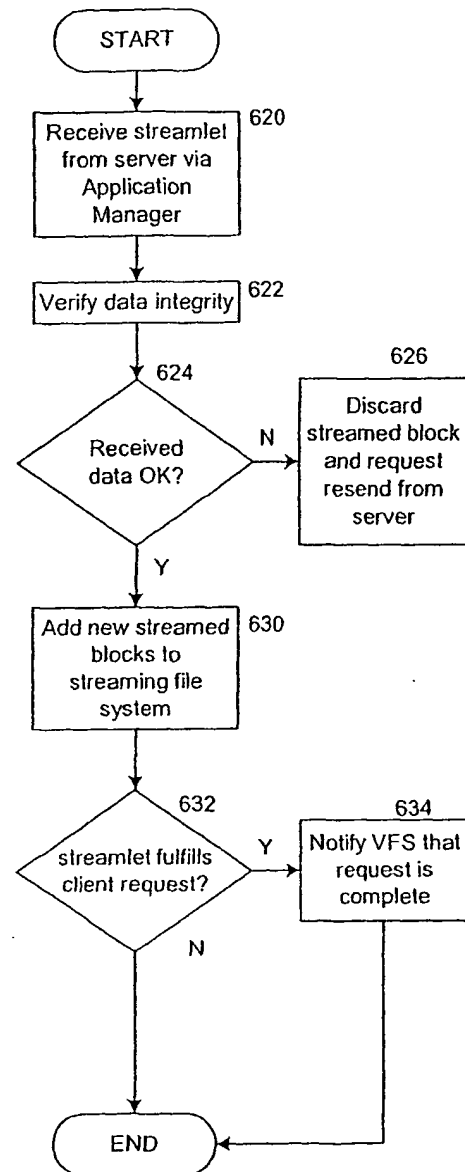 START
620
Receive streamlet
from server via
Application
Manager
622
Verify data integrity
624
626
Received
data OK?
N
Discard
streamed block
and request
resend from
server
Y
630
Add new streamed
blocks to
streaming file
system
632
634
streamlet fulfills
client request?
Y
Notify VFS that
request is
complete
N
END